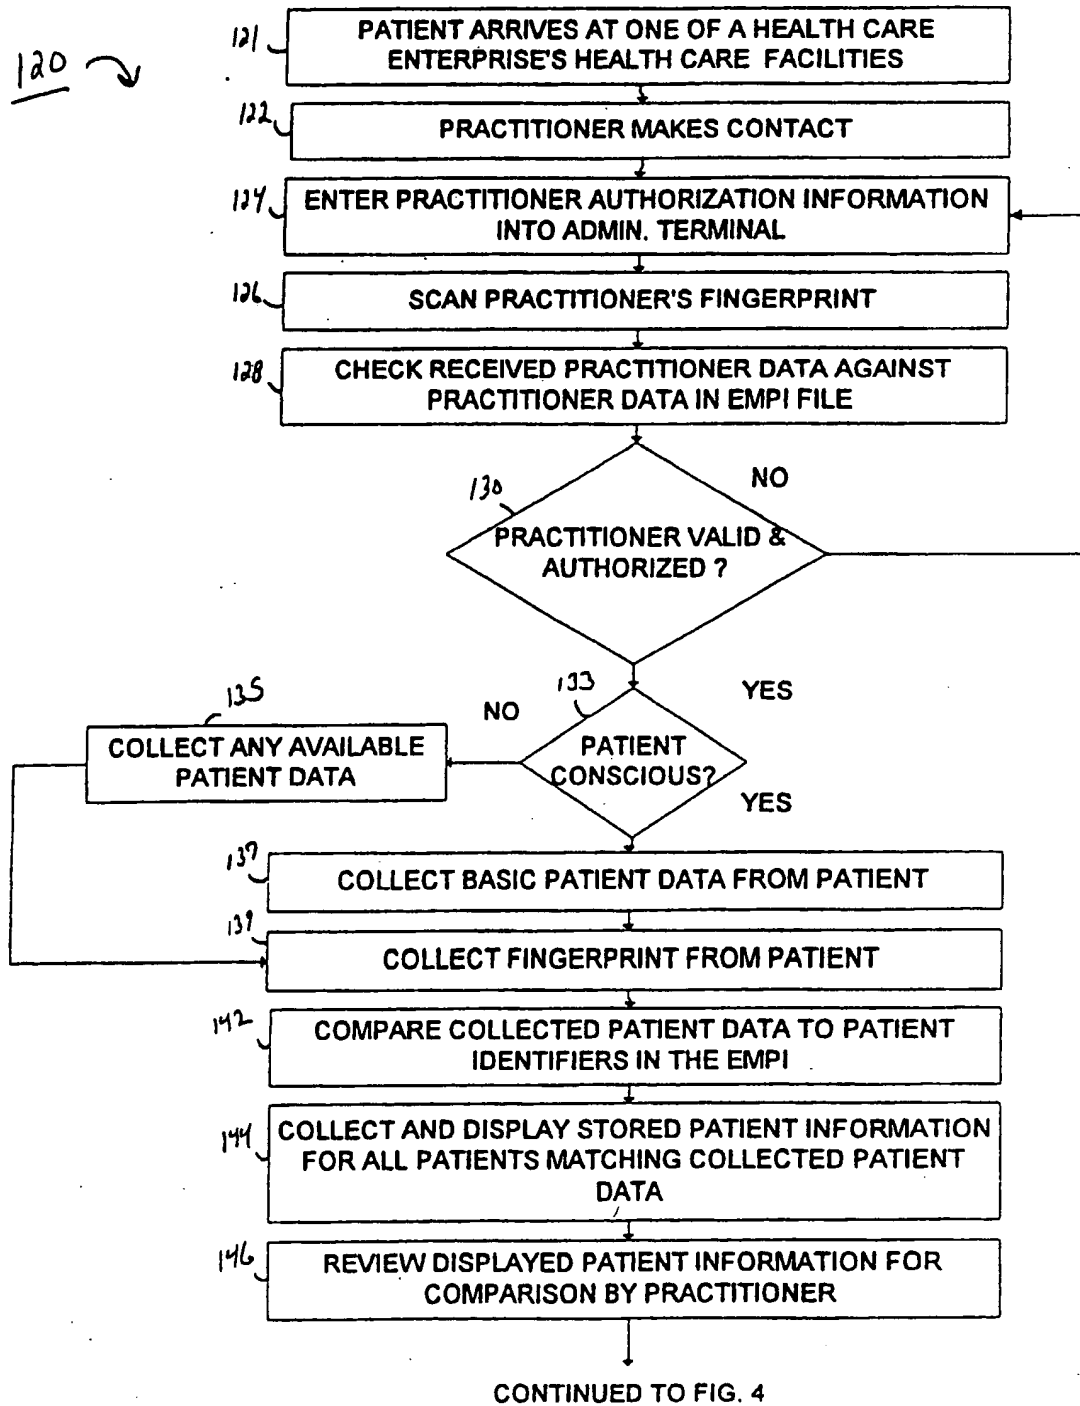 120
121
PATIENT ARRIVES AT ONE OF A HEALTH CARE
ENTERPRISE'S HEALTH CARE FACILITIES
122
PRACTITIONER MAKES CONTACT
124
ENTER PRACTITIONER AUTHORIZATION INFORMATION
INTO ADMIN. TERMINAL
126
SCAN PRACTITIONER'S FINGERPRINT
128
CHECK RECEIVED PRACTITIONER DATA AGAINST
PRACTITIONER DATA IN EMPI FILE
130
NO
PRACTITIONER VALID &
AUTHORIZED ?
133
YES
135
NO
COLLECT ANY AVAILABLE
PATIENT DATA
PATIENT
CONSCIOUS?
YES
137
COLLECT BASIC PATIENT DATA FROM PATIENT
139
COLLECT FINGERPRINT FROM PATIENT
142
COMPARE COLLECTED PATIENT DATA TO PATIENT
IDENTIFIERS IN THE EMPI
144
COLLECT AND DISPLAY STORED PATIENT INFORMATION
FOR ALL PATIENTS MATCHING COLLECTED PATIENT
DATA
146
REVIEW DISPLAYED PATIENT INFORMATION FOR
COMPARISON BY PRACTITIONER
CONTINUED TO FIG. 4